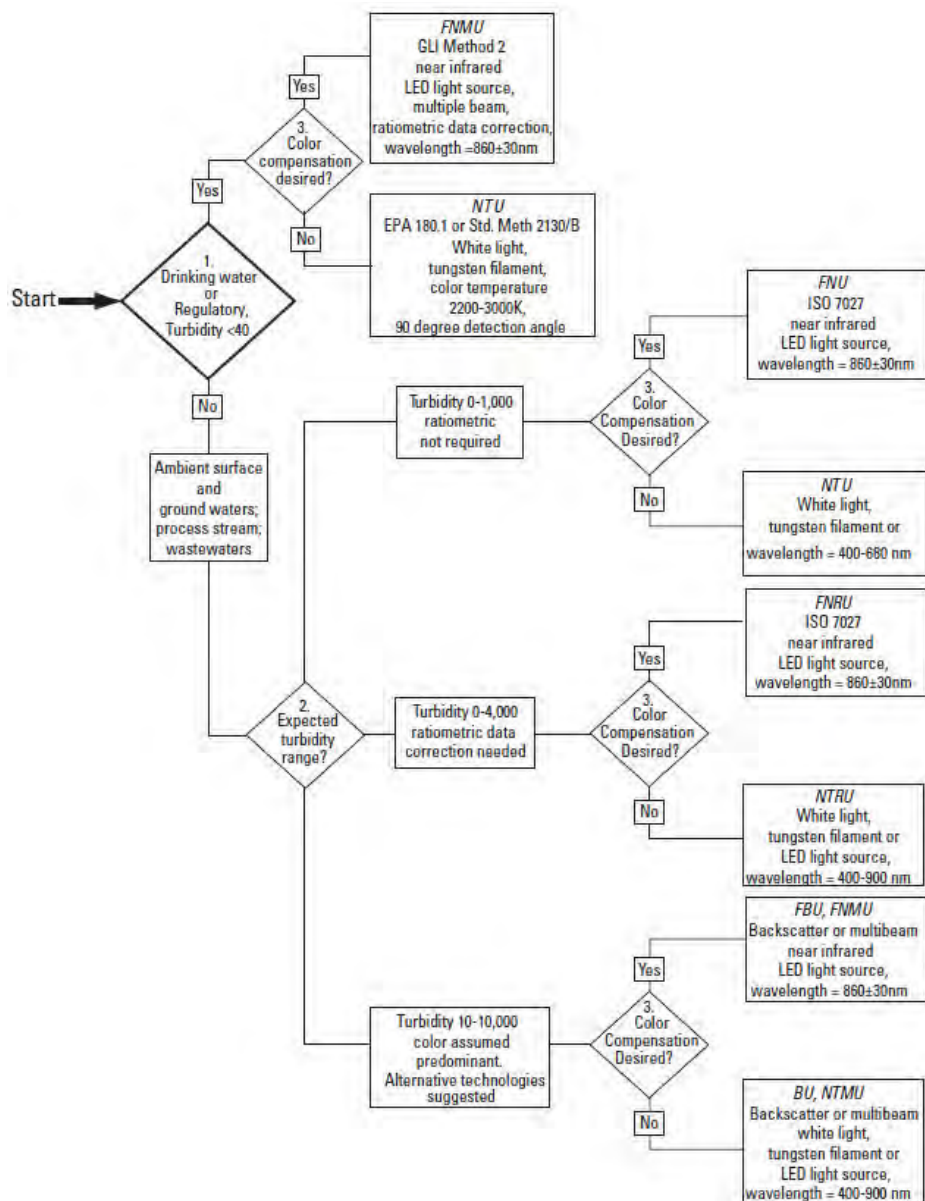 FNMU
GLI Method 2
near infrared
LED light source,
multiple beam,
ratiometric data correction,
wavelength =860±30nm
Yes
3.
Color
compensation
desired?
Yes
No
NTU
EPA 180.1 or Std. Meth 2130/B
White light,
tungsten filament,
color temperature
2200-3000K,
90 degree detection angle
Start
1.
Drinking water
or
Regulatory,
Turbidity <40
No
Ambient surface
and
ground waters;
process stream;
wastewaters
2.
Expected
turbidity
range?
Turbidity 0-1,000
ratiometric
not required
3.
Color
Compensation
Desired?
Yes
FNU
ISO 7027
near infrared
LED light source,
wavelength = 860±30nm
No
NTU
White light,
tungsten filament or
wavelength = 400-680 nm
Turbidity 0-4,000
ratiometric data
correction needed
3.
Color
Compensation
Desired?
Yes
FNRU
ISO 7027
near infrared
LED light source,
wavelength = 860±30nm
No
NTRU
White light,
tungsten filament or
LED light source,
wavelength = 400-900 nm
Turbidity 10-10,000
color assumed
predominant.
Alternative technologies
suggested
3.
Color
Compensation
Desired?
Yes
FBU, FNMU
Backscatter or multibeam
near infrared
LED light source,
wavelength = 860±30nm
No
BU, NTMU
Backscatter or multibeam
white light,
tungsten filament or
LED light source,
wavelength = 400-900 nm